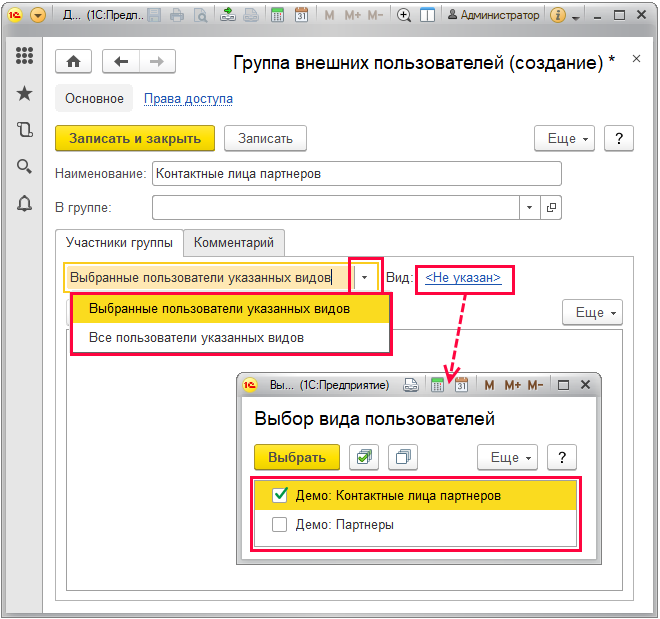 Д... (1С:Предпр... M M+ M- Администратор
Группа внешних пользователей (создание) *
Основное Права доступа
Записать и закрыть Записать Еще ?
Наименование: Контактные лица партнеров
В группе:
Участники группы Комментарий
Выбранные пользователи указанных видов Вид: <Не указан>
Выбранные пользователи указанных видов
Еще
Все пользователи указанных видов
Вы... (1С:Предприятие) 31 M M+ M-
Выбор вида пользователей
Выбрать Еще ?
Демо: Контактные лица партнеров
Демо: Партнеры